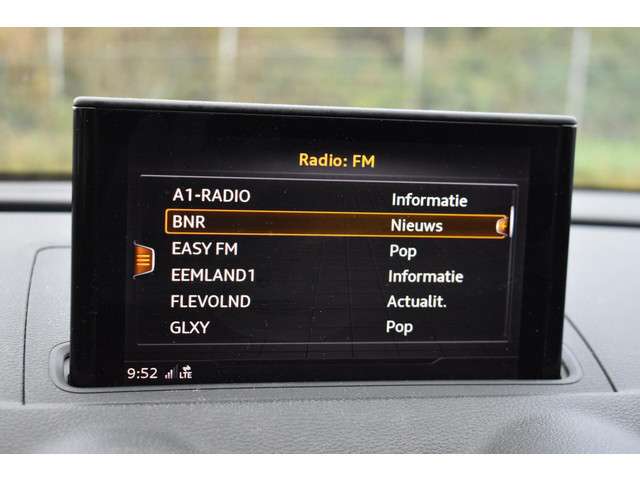 Radio: FM
A1-RADIO Informatie
BNR Nieuws
EASY FM Pop
EEMLAND1 Informatie
FLEVOLND Actualit.
GLXY Pop
9:52 LTE